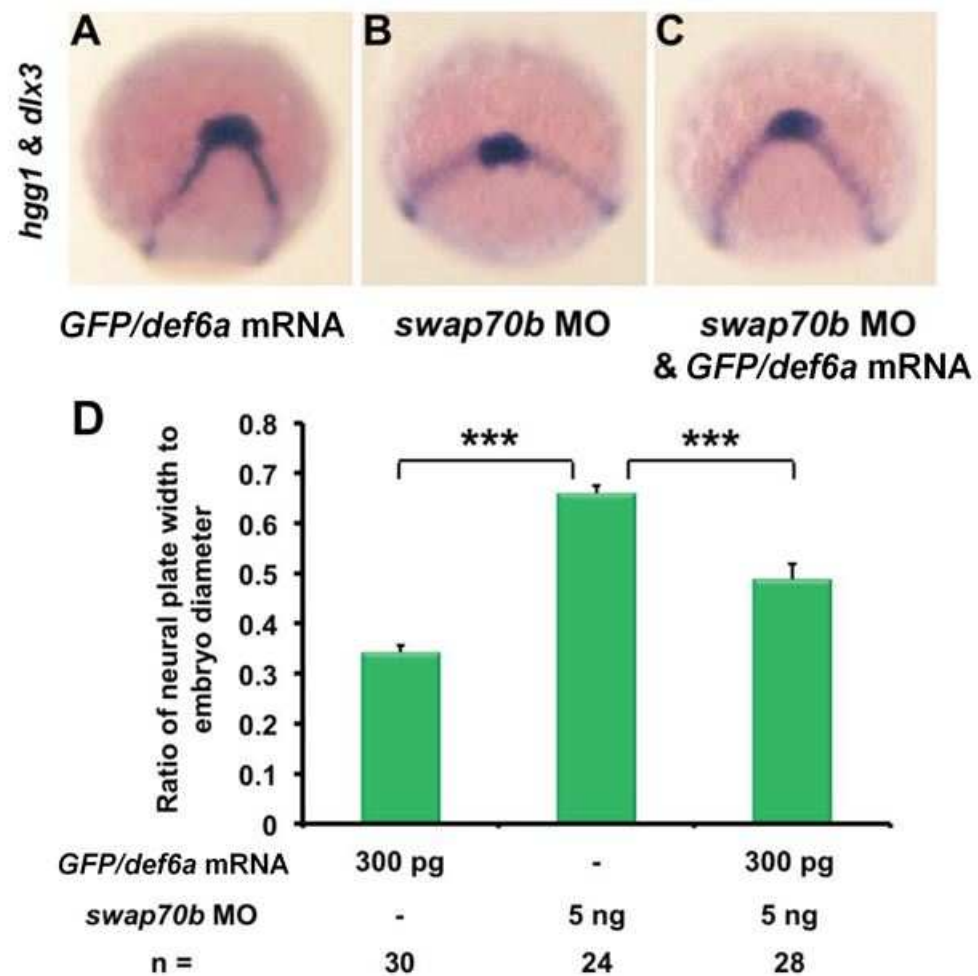 A
B
C
hgg1 & dlx3
GFP/def6a mRNA
swap70b MO
swap70b MO
& GFP/def6a mRNA
D
Ratio of neural plate width to
embryo diameter
0.8
0.7
0.6
0.5
0.4
0.3
0.2
0.1
0
***
***
GFP/def6a mRNA 300 pg - 300 pg
swap70b MO - 5 ng 5 ng
n = 30 24 28